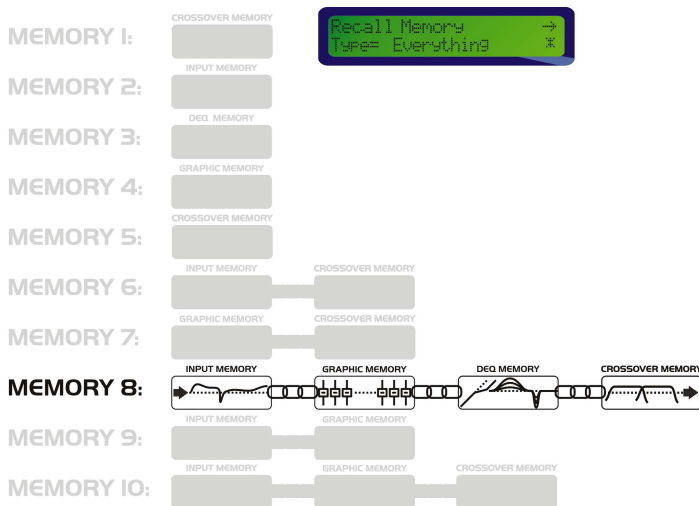 Recall Memory →
Type= Everything
MEMORY 1:
CROSSOVER MEMORY
MEMORY 2:
INPUT MEMORY
MEMORY 3:
DEQ MEMORY
MEMORY 4:
GRAPHIC MEMORY
MEMORY 5:
CROSSOVER MEMORY
MEMORY 6:
INPUT MEMORY CROSSOVER MEMORY
MEMORY 7:
GRAPHIC MEMORY CROSSOVER MEMORY
MEMORY 8:
INPUT MEMORY GRAPHIC MEMORY DEQ MEMORY CROSSOVER MEMORY
MEMORY 9:
INPUT MEMORY GRAPHIC MEMORY
MEMORY 10:
INPUT MEMORY GRAPHIC MEMORY CROSSOVER MEMORY